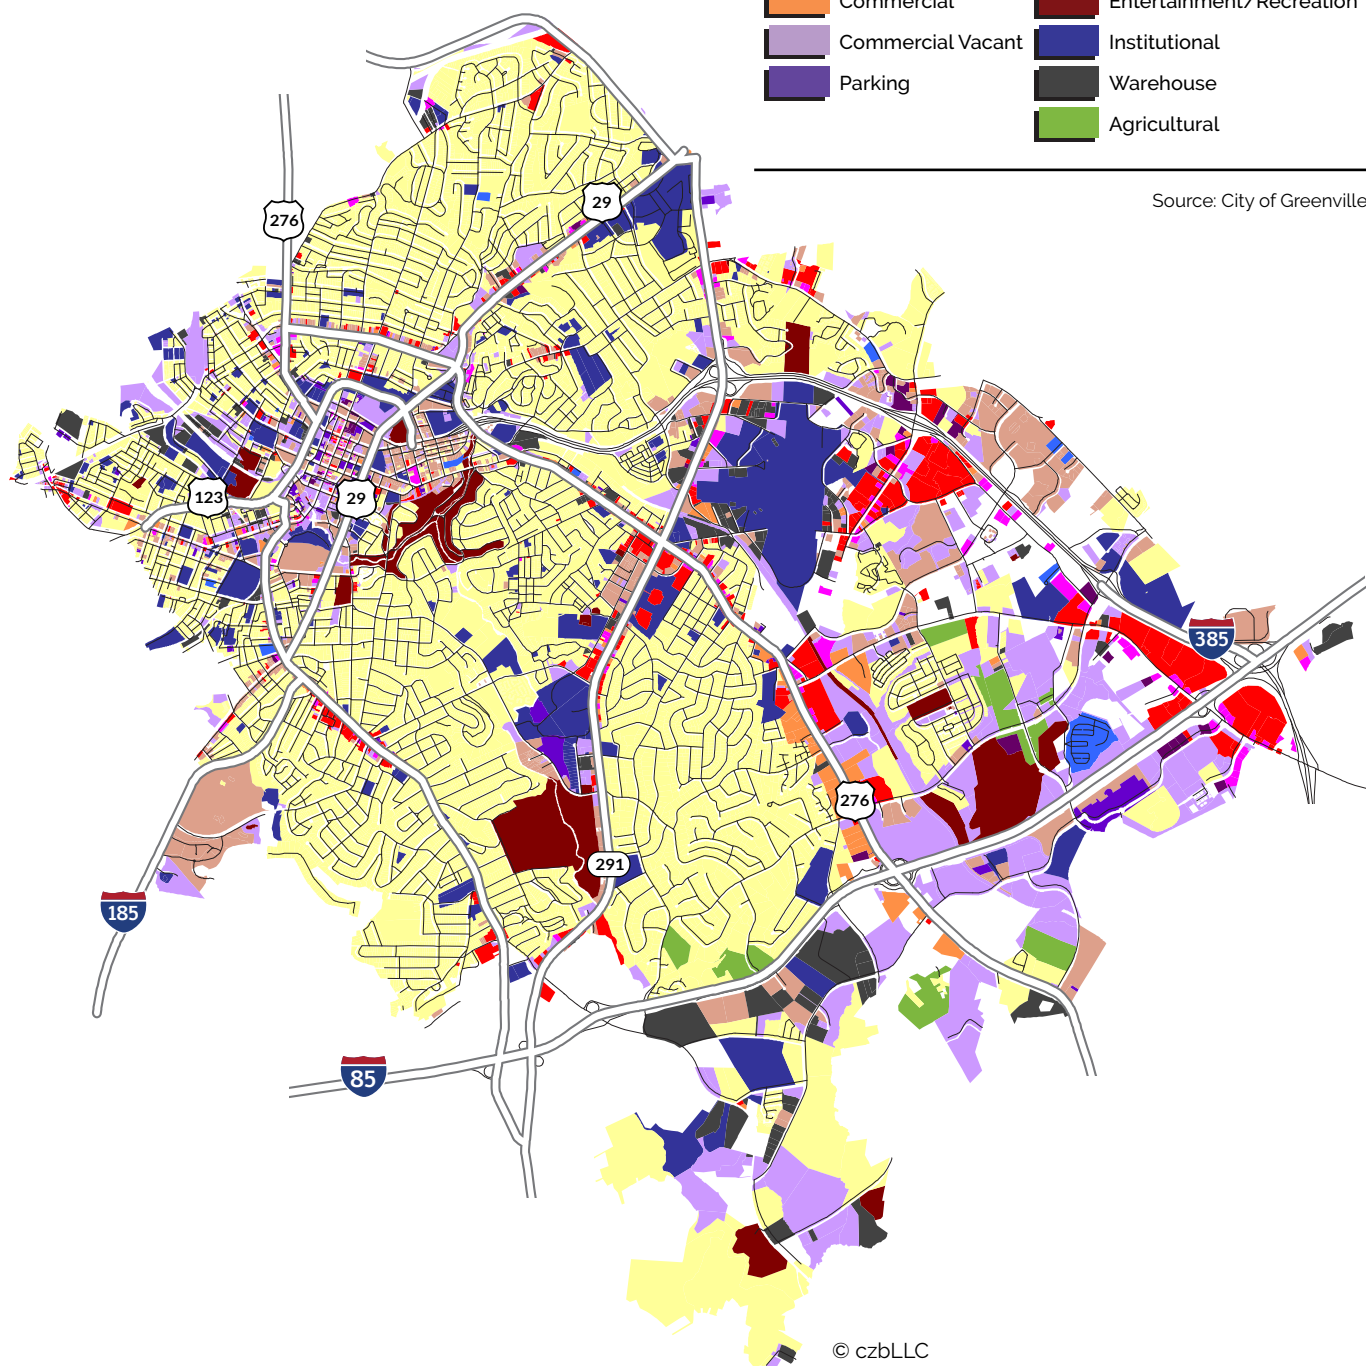 Commercial
Entertainment/Recreation
Commercial Vacant
Institutional
Parking
Warehouse
Agricultural
Source: City of Greenville
29
276
123
29
385
276
291
185
85
© czbLLC